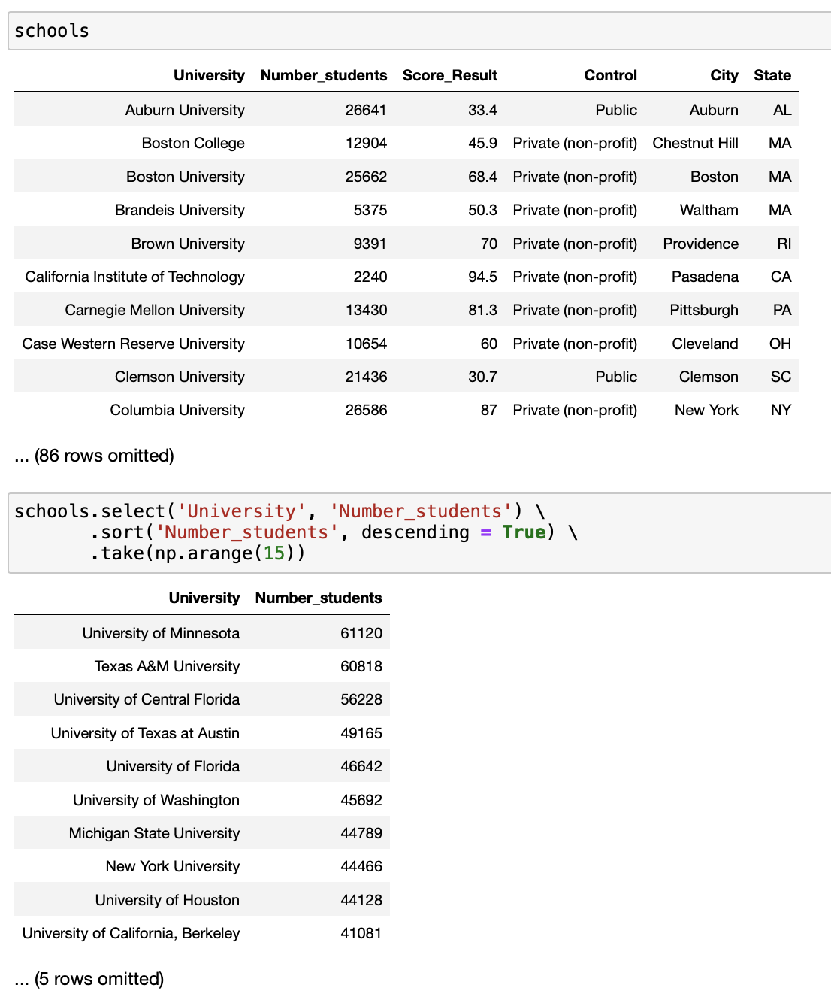 schools
University Number_students Score_Result Control City State
Auburn University 26641 33.4 Public Auburn AL
Boston College 12904 45.9 Private (non-profit) Chestnut Hill MA
Boston University 25662 68.4 Private (non-profit) Boston MA
Brandeis University 5375 50.3 Private (non-profit) Waltham MA
Brown University 9391 70 Private (non-profit) Providence RI
California Institute of Technology 2240 94.5 Private (non-profit) Pasadena CA
Carnegie Mellon University 13430 81.3 Private (non-profit) Pittsburgh PA
Case Western Reserve University 10654 60 Private (non-profit) Cleveland OH
Clemson University 21436 30.7 Public Clemson SC
Columbia University 26586 87 Private (non-profit) New York NY
... (86 rows omitted)
schools.select('University', 'Number_students') \
.sort('Number_students', descending = True) \
.take(np.arange(15))
University Number_students
University of Minnesota 61120
Texas A&M University 60818
University of Central Florida 56228
University of Texas at Austin 49165
University of Florida 46642
University of Washington 45692
Michigan State University 44789
New York University 44466
University of Houston 44128
University of California, Berkeley 41081
... (5 rows omitted)